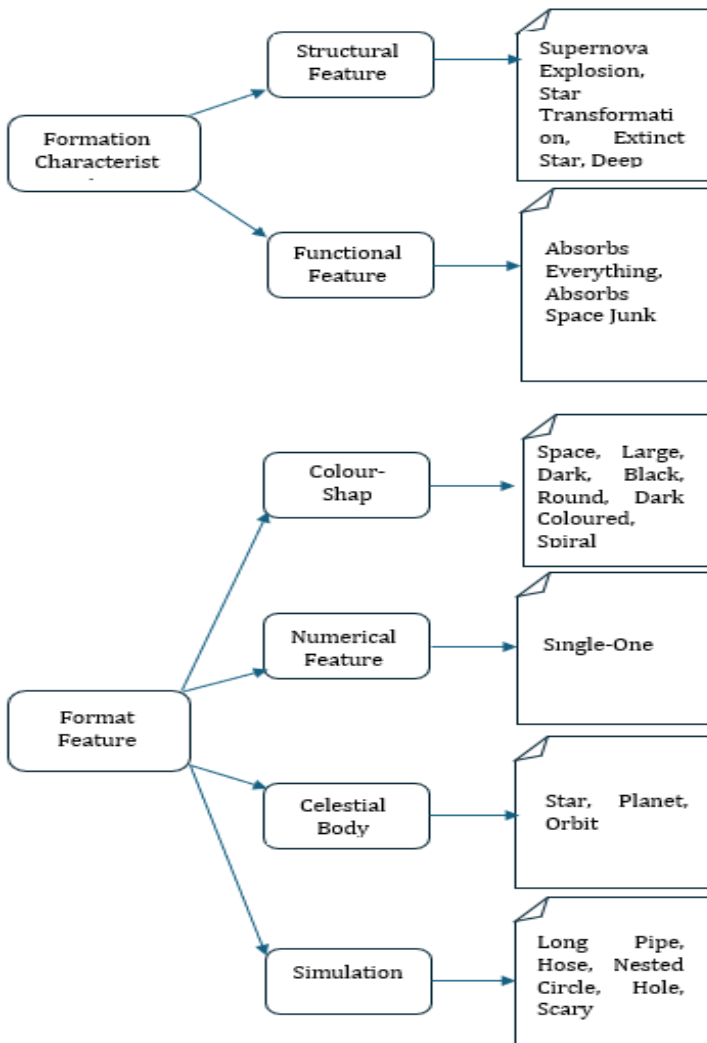 Structural
Feature
Supernova
Explosion,
Star
Transformati
on, Extinct
Star, Deep
Formation
Characterist
Functional
Feature
Absorbs
Everything,
Absorbs
Space Junk
Colour-
Shap
Space, Large,
Dark, Black,
Round, Dark
Coloured,
Spiral
Numerical
Feature
Single-One
Format
Feature
Celestial
Body
Star, Planet,
Orbit
Simulation
Long Pipe,
Hose, Nested
Circle, Hole,
Scary